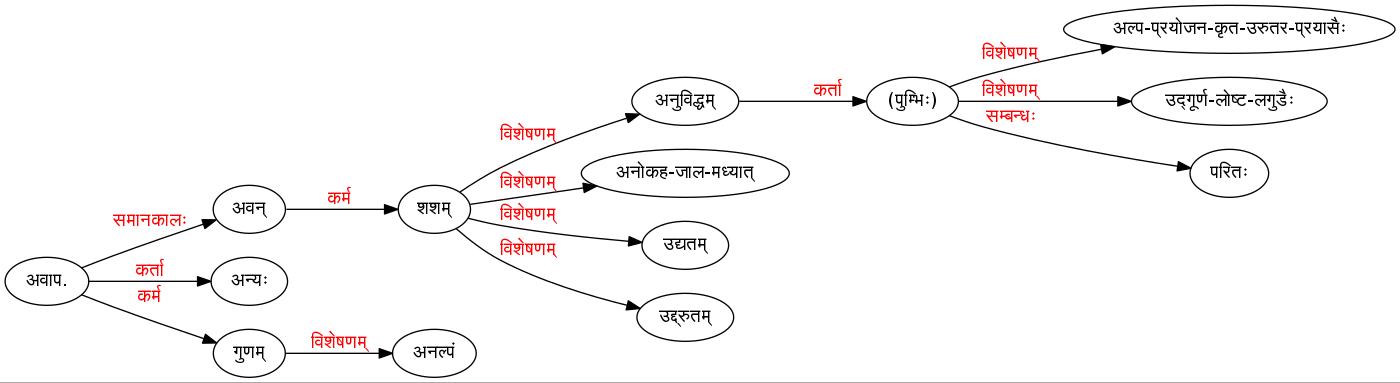 अल्प-प्रयोजन-कृत-उरुतर-प्रयासैः
विशेषणम्
अनुविद्धम्
कर्ता
(पुम्भिः)
विशेषणम्
उद्गूर्ण-लोष्ट-लगुडैः
सम्बन्धः
विशेषणम्
परितः
अनोकह-जाल-मध्यात्
विशेषणम्
अवन्
कर्म
शशम्
समानकालः
विशेषणम्
उद्यतम्
विशेषणम्
अवाप.
कर्ता
अन्यः
कर्म
उद्द्रुतम्
गुणम्
विशेषणम्
अनल्पं